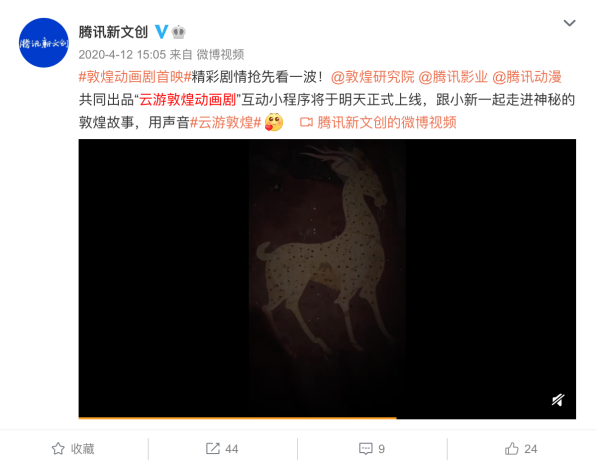 腾讯新文创
腾讯新文创
2020-4-12 15:05 来自 微博视频
#敦煌动画剧首映#精彩剧情抢先看一波！@敦煌研究院 @腾讯影业 @腾讯动漫
共同出品“云游敦煌动画剧”互动小程序将于明天正式上线，跟小新一起走进神秘的
敦煌故事，用声音#云游敦煌# 腾讯新文创的微博视频
收藏 44 9 24